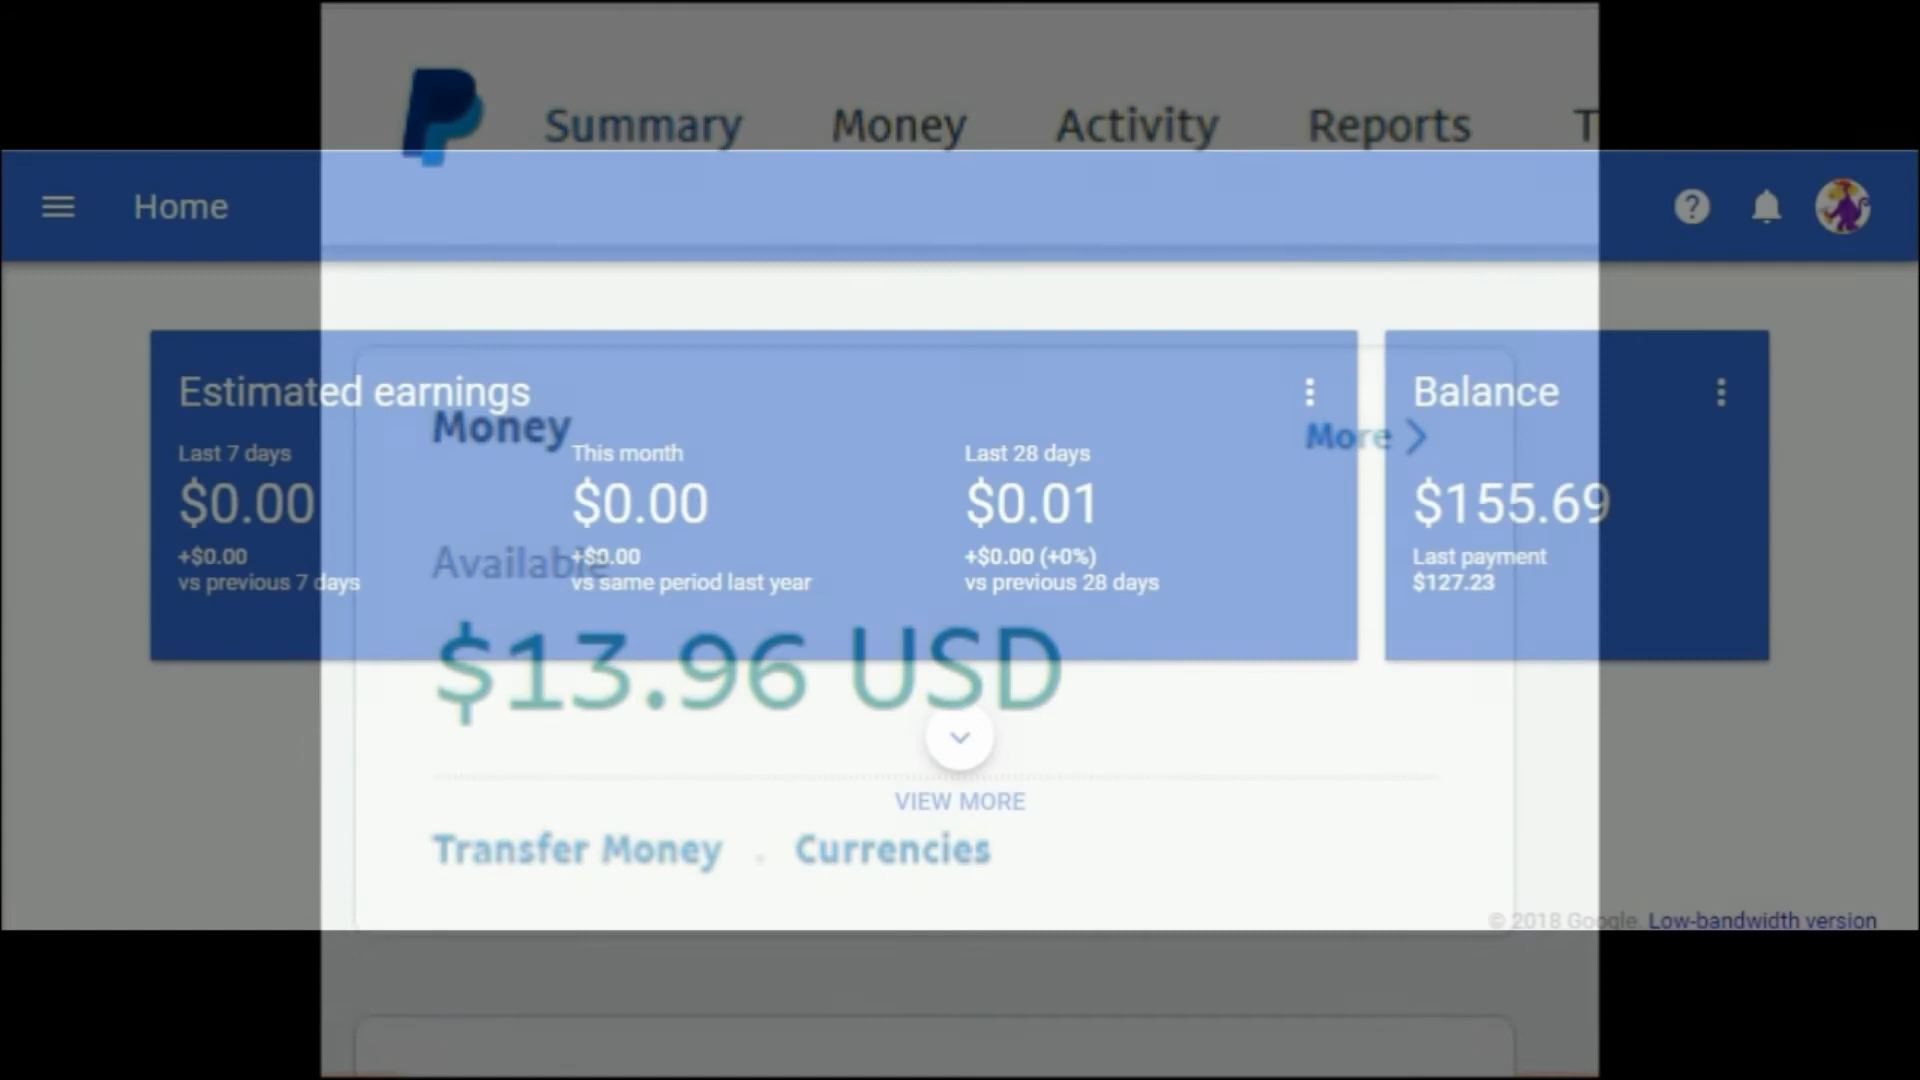 Summary Money Activity Reports T
Home
Estimated earnings
Balance
Money
More
Last 7 days
This month
Last 28 days
$0.00
$0.00
$0.01
$155.69
+$0.00
+$0.00
+$0.00 (+0%)
Last payment
Available
vs previous 7 days
vs same period last year
vs previous 28 days
$127.23
$13.96 USD
VIEW MORE
Transfer Money . Currencies
© 2018 Google. Low-bandwidth version